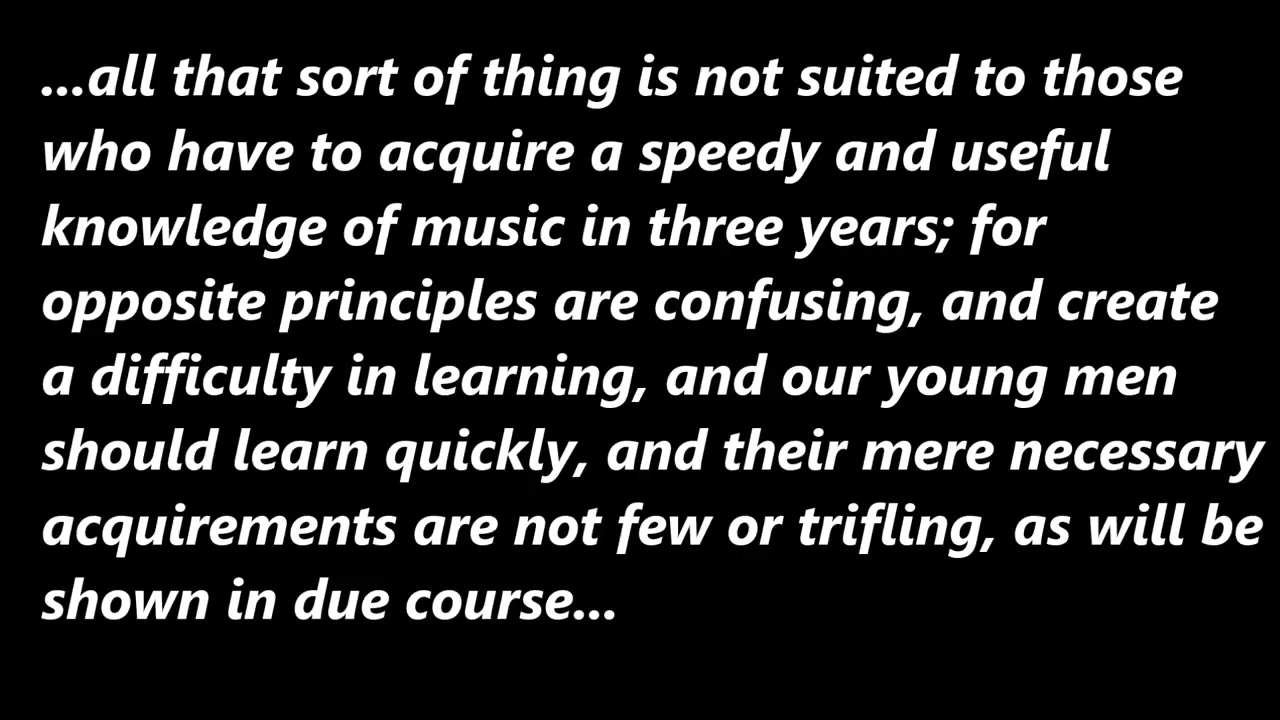 ...all that sort of thing is not suited to those
who have to acquire a speedy and useful
knowledge of music in three years; for
opposite principles are confusing, and create
a difficulty in learning, and our young men
should learn quickly, and their mere necessary
acquirements are not few or trifling, as will be
shown in due course...